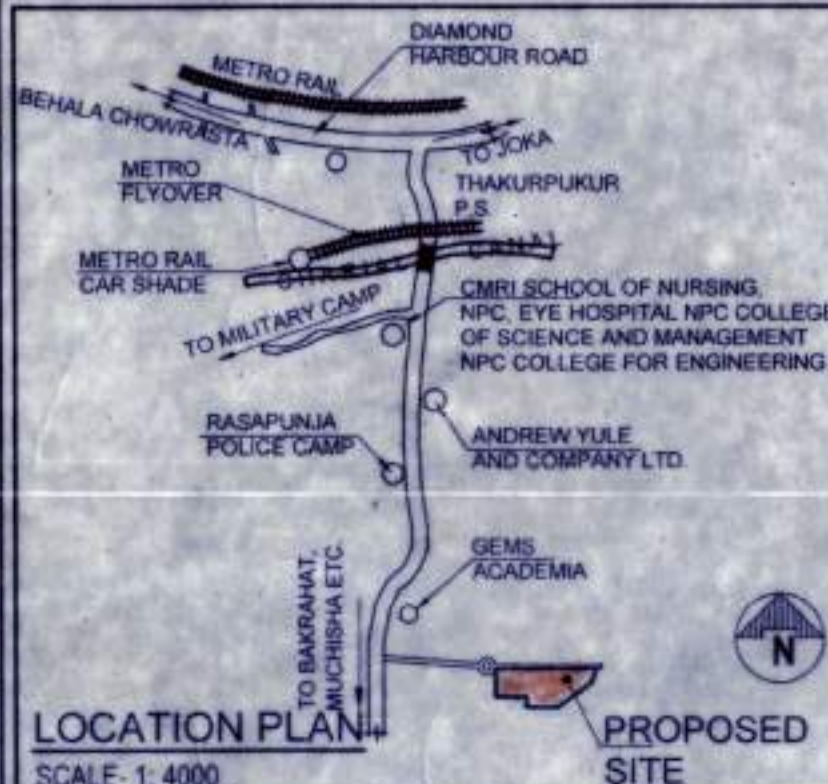 DIAMOND
HARBOUR ROAD
METRO RAIL
BEHALA CHOWRASTA
TO JOKA
METRO
FLYOVER
THAKURPUKUR
P.S.
METRO RAIL
CAR SHADE
CANAL
TO MILITARY CAMP
CMRI SCHOOL OF NURSING,
NPC, EYE HOSPITAL NPC COLLEGE
OF SCIENCE AND MANAGEMENT
NPC COLLEGE FOR ENGINEERING
RASAPUNJA
POLICE CAMP
ANDREW YULE
AND COMPANY LTD.
GEMS
ACADEMIA
TO BAKRAHAT,
MUCHISHA ETC.
N
LOCATION PLAN
SCALE- 1: 4000
PROPOSED
SITE